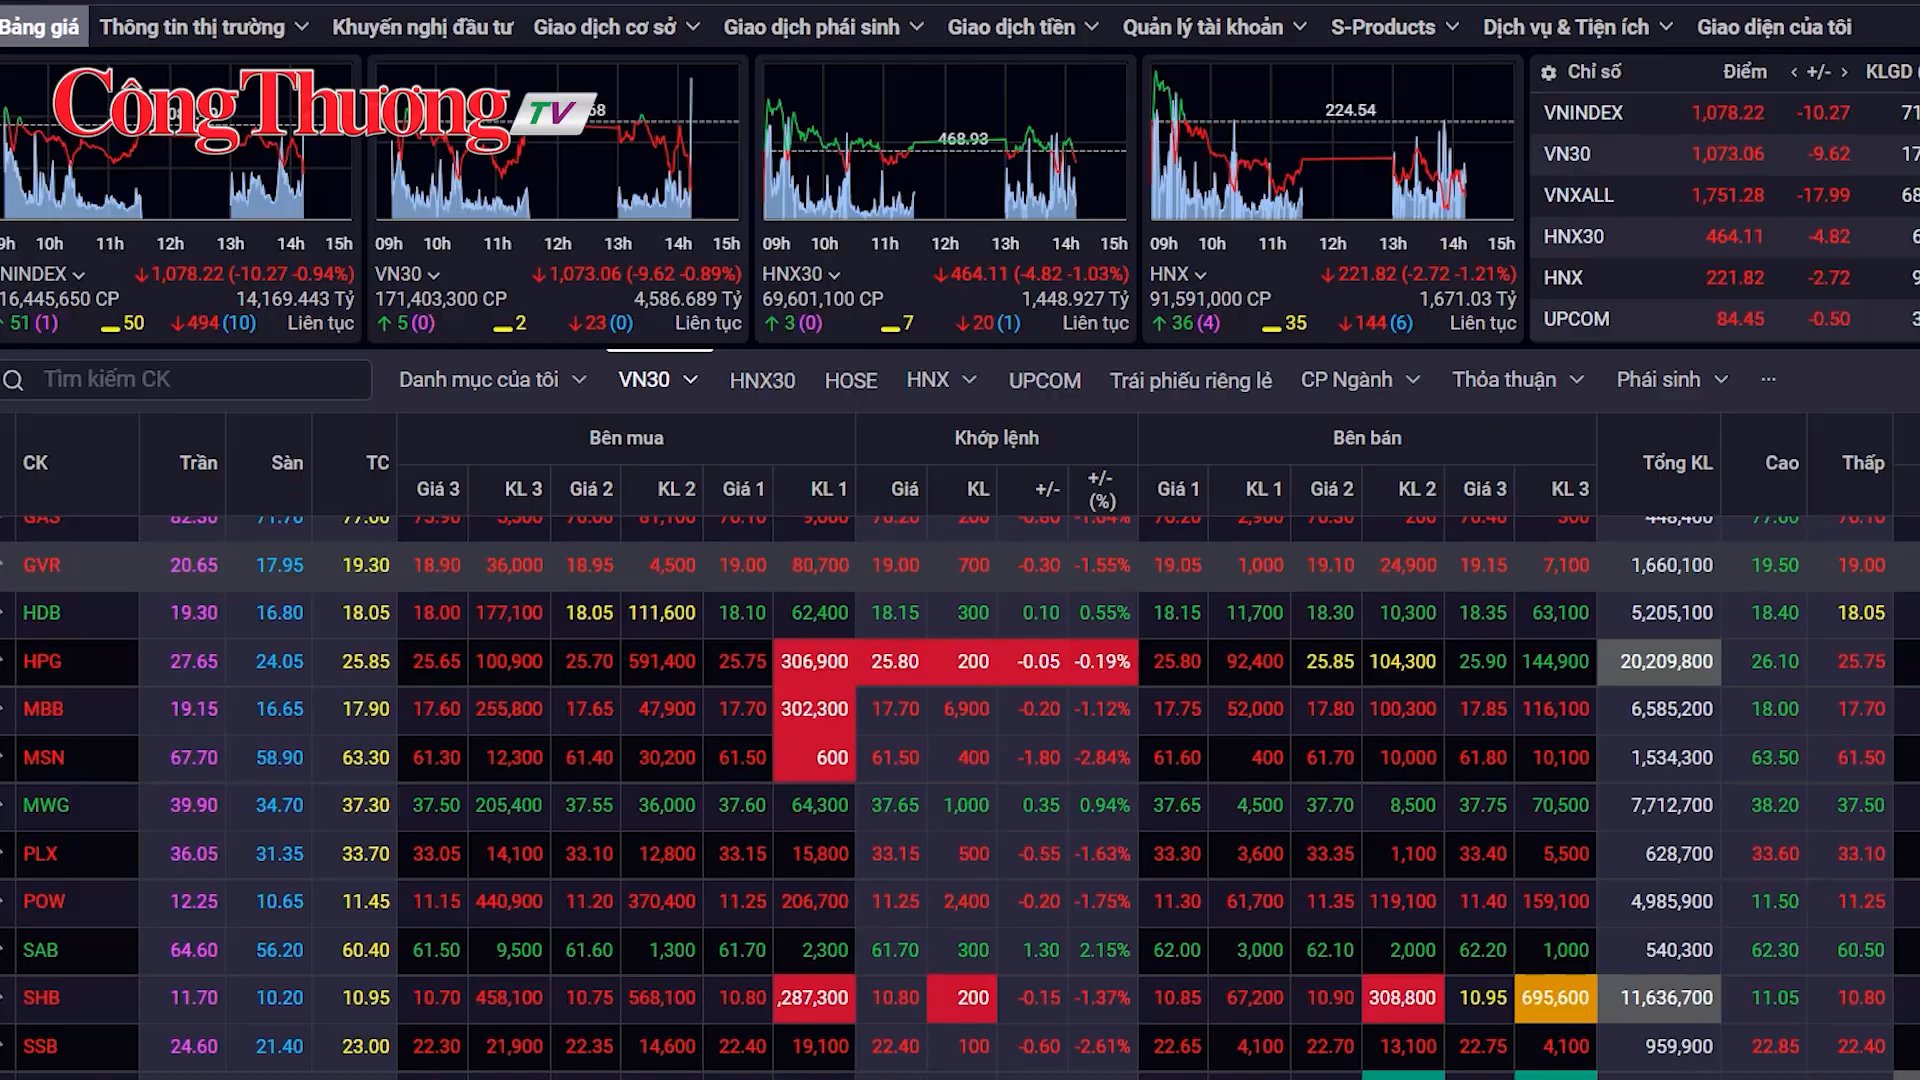 Bảng giá Thông tin thị trường Khuyến nghị đầu tư Giao dịch cơ sở Giao dịch phái sinh Giao dịch tiền Quản lý tài khoản S-Products Dịch vụ & Tiện ích Giao diện của tôi
CôngThương TV
468.93
224.54
09h 10h 11h 12h 13h 14h 15h
09h 10h 11h 12h 13h 14h 15h
09h 10h 11h 12h 13h 14h 15h
10h 11h 12h 13h 14h 15h
NINDEX 1,078.22 (-10.27 -0.94%)
16,445,650 CP 14,169.443 Tỷ
51 (1) 50 494 (10) Liên tục
VN30 1,073.06 (-9.62 -0.89%)
171,403,300 CP 4,586.689 Tỷ
5 (0) 2 23 (0) Liên tục
HNX30 464.11 (-4.82 -1.03%)
69,601,100 CP 1,448.927 Tỷ
3 (0) 7 20 (1) Liên tục
HNX 221.82 (-2.72 -1.21%)
91,591,000 CP 1,671.03 Tỷ
36 (4) 35 144 (6) Liên tục
Chỉ số Điểm < +/- > KLGD
VNINDEX 1,078.22 -10.27 71
VN30 1,073.06 -9.62 17
VNXALL 1,751.28 -17.99 68
HNX30 464.11 -4.82 6
HNX 221.82 -2.72 9
UPCOM 84.45 -0.50 3
Tìm kiếm CK Danh mục của tôi VN30 HNX30 HOSE HNX UPCOM Trái phiếu riêng lẻ CP Ngành Thỏa thuận Phái sinh ...
CK Trần Sàn TC Bên mua Khớp lệnh Bên bán Tổng KL Cao Thấp
Giá 3 KL 3 Giá 2 KL 2 Giá 1 KL 1 Giá KL +/- +/- (%) Giá 1 KL 1 Giá 2 KL 2 Giá 3 KL 3
GVR 20.65 17.95 19.30 18.90 36,000 18.95 4,500 19.00 80,700 19.00 700 -0.30 -1.55% 19.05 1,000 19.10 24,900 19.15 7,100 1,660,100 19.50 19.00
HDB 19.30 16.80 18.05 18.00 177,100 18.05 111,600 18.10 62,400 18.15 300 0.10 0.55% 18.15 11,700 18.30 10,300 18.35 63,100 5,205,100 18.40 18.05
HPG 27.65 24.05 25.85 25.65 100,900 25.70 591,400 25.75 306,900 25.80 200 -0.05 -0.19% 25.80 92,400 25.85 104,300 25.90 144,900 20,209,800 26.10 25.75
MBB 19.15 16.65 17.90 17.60 255,800 17.65 47,900 17.70 302,300 17.70 6,900 -0.20 -1.12% 17.75 52,000 17.80 100,300 17.85 116,100 6,585,200 18.00 17.70
MSN 67.70 58.90 63.30 61.30 12,300 61.40 30,200 61.50 600 61.50 400 -1.80 -2.84% 61.60 400 61.70 10,000 61.80 10,100 1,534,300 63.50 61.50
MWG 39.90 34.70 37.30 37.50 205,400 37.55 36,000 37.60 64,300 37.65 1,000 0.35 0.94% 37.65 4,500 37.70 8,500 37.75 70,500 7,712,700 38.20 37.50
PLX 36.05 31.35 33.70 33.05 14,100 33.10 12,800 33.15 15,800 33.15 500 -0.55 -1.63% 33.30 3,600 33.35 1,100 33.40 5,500 628,700 33.60 33.10
POW 12.25 10.65 11.45 11.15 440,900 11.20 370,400 11.25 206,700 11.25 2,400 -0.20 -1.75% 11.30 61,700 11.35 119,100 11.40 159,100 4,985,900 11.50 11.25
SAB 64.60 56.20 60.40 61.50 9,500 61.60 1,300 61.70 2,300 61.70 300 1.30 2.15% 62.00 3,000 62.10 2,000 62.20 1,000 540,300 62.30 60.50
SHB 11.70 10.20 10.95 10.70 458,100 10.75 568,100 10.80 ,287,300 10.80 200 -0.15 -1.37% 10.85 67,200 10.90 308,800 10.95 695,600 11,636,700 11.05 10.80
SSB 24.60 21.40 23.00 22.30 21,900 22.35 14,600 22.40 19,100 22.40 100 -0.60 -2.61% 22.65 4,100 22.70 13,100 22.75 4,100 959,900 22.85 22.40